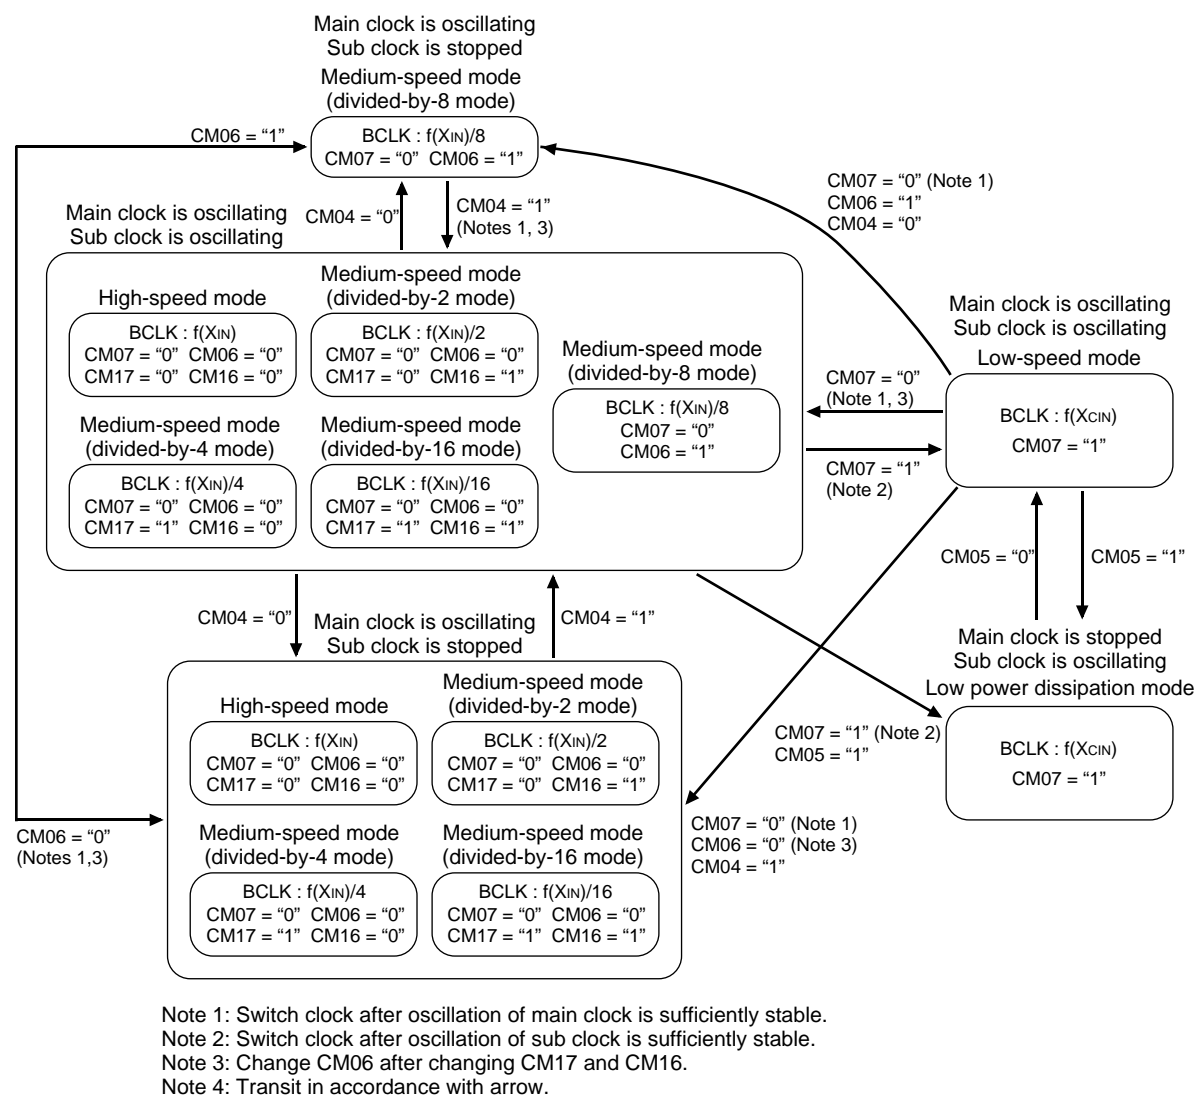 Main clock is oscillating
Sub clock is stopped
Medium-speed mode
(divided-by-8 mode)
CM06 = “1”
BCLK : f(XIN)/8
CM07 = “0” CM06 = “1”
CM07 = “0” (Note 1)
CM06 = “1”
CM04 = “0”
Main clock is oscillating
Sub clock is oscillating
CM04 = “0”
CM04 = “1”
(Notes 1, 3)
High-speed mode
BCLK : f(XIN)
CM07 = “0” CM06 = “0”
CM17 = “0” CM16 = “0”
Medium-speed mode
(divided-by-2 mode)
BCLK : f(XIN)/2
CM07 = “0” CM06 = “0”
CM17 = “0” CM16 = “1”
Medium-speed mode
(divided-by-8 mode)
BCLK : f(XIN)/8
CM07 = “0”
CM06 = “1”
Medium-speed mode
(divided-by-4 mode)
BCLK : f(XIN)/4
CM07 = “0” CM06 = “0”
CM17 = “1” CM16 = “0”
Medium-speed mode
(divided-by-16 mode)
BCLK : f(XIN)/16
CM07 = “0” CM06 = “0”
CM17 = “1” CM16 = “1”
Main clock is oscillating
Sub clock is oscillating
Low-speed mode
BCLK : f(XCIN)
CM07 = “1”
CM07 = “0”
(Note 1, 3)
CM07 = “1”
(Note 2)
CM05 = “0”
CM05 = “1”
CM04 = “0”
Main clock is oscillating
Sub clock is stopped
CM04 = “1”
Main clock is stopped
Sub clock is oscillating
Low power dissipation mode
BCLK : f(XCIN)
CM07 = “1”
CM07 = “1” (Note 2)
CM05 = “1”
High-speed mode
BCLK : f(XIN)
CM07 = “0” CM06 = “0”
CM17 = “0” CM16 = “0”
Medium-speed mode
(divided-by-2 mode)
BCLK : f(XIN)/2
CM07 = “0” CM06 = “0”
CM17 = “0” CM16 = “1”
CM06 = “0”
(Notes 1,3)
Medium-speed mode
(divided-by-4 mode)
BCLK : f(XIN)/4
CM07 = “0” CM06 = “0”
CM17 = “1” CM16 = “0”
Medium-speed mode
(divided-by-16 mode)
BCLK : f(XIN)/16
CM07 = “0” CM06 = “0”
CM17 = “1” CM16 = “1”
CM07 = “0” (Note 1)
CM06 = “0” (Note 3)
CM04 = “1”
Note 1: Switch clock after oscillation of main clock is sufficiently stable.
Note 2: Switch clock after oscillation of sub clock is sufficiently stable.
Note 3: Change CM06 after changing CM17 and CM16.
Note 4: Transit in accordance with arrow.